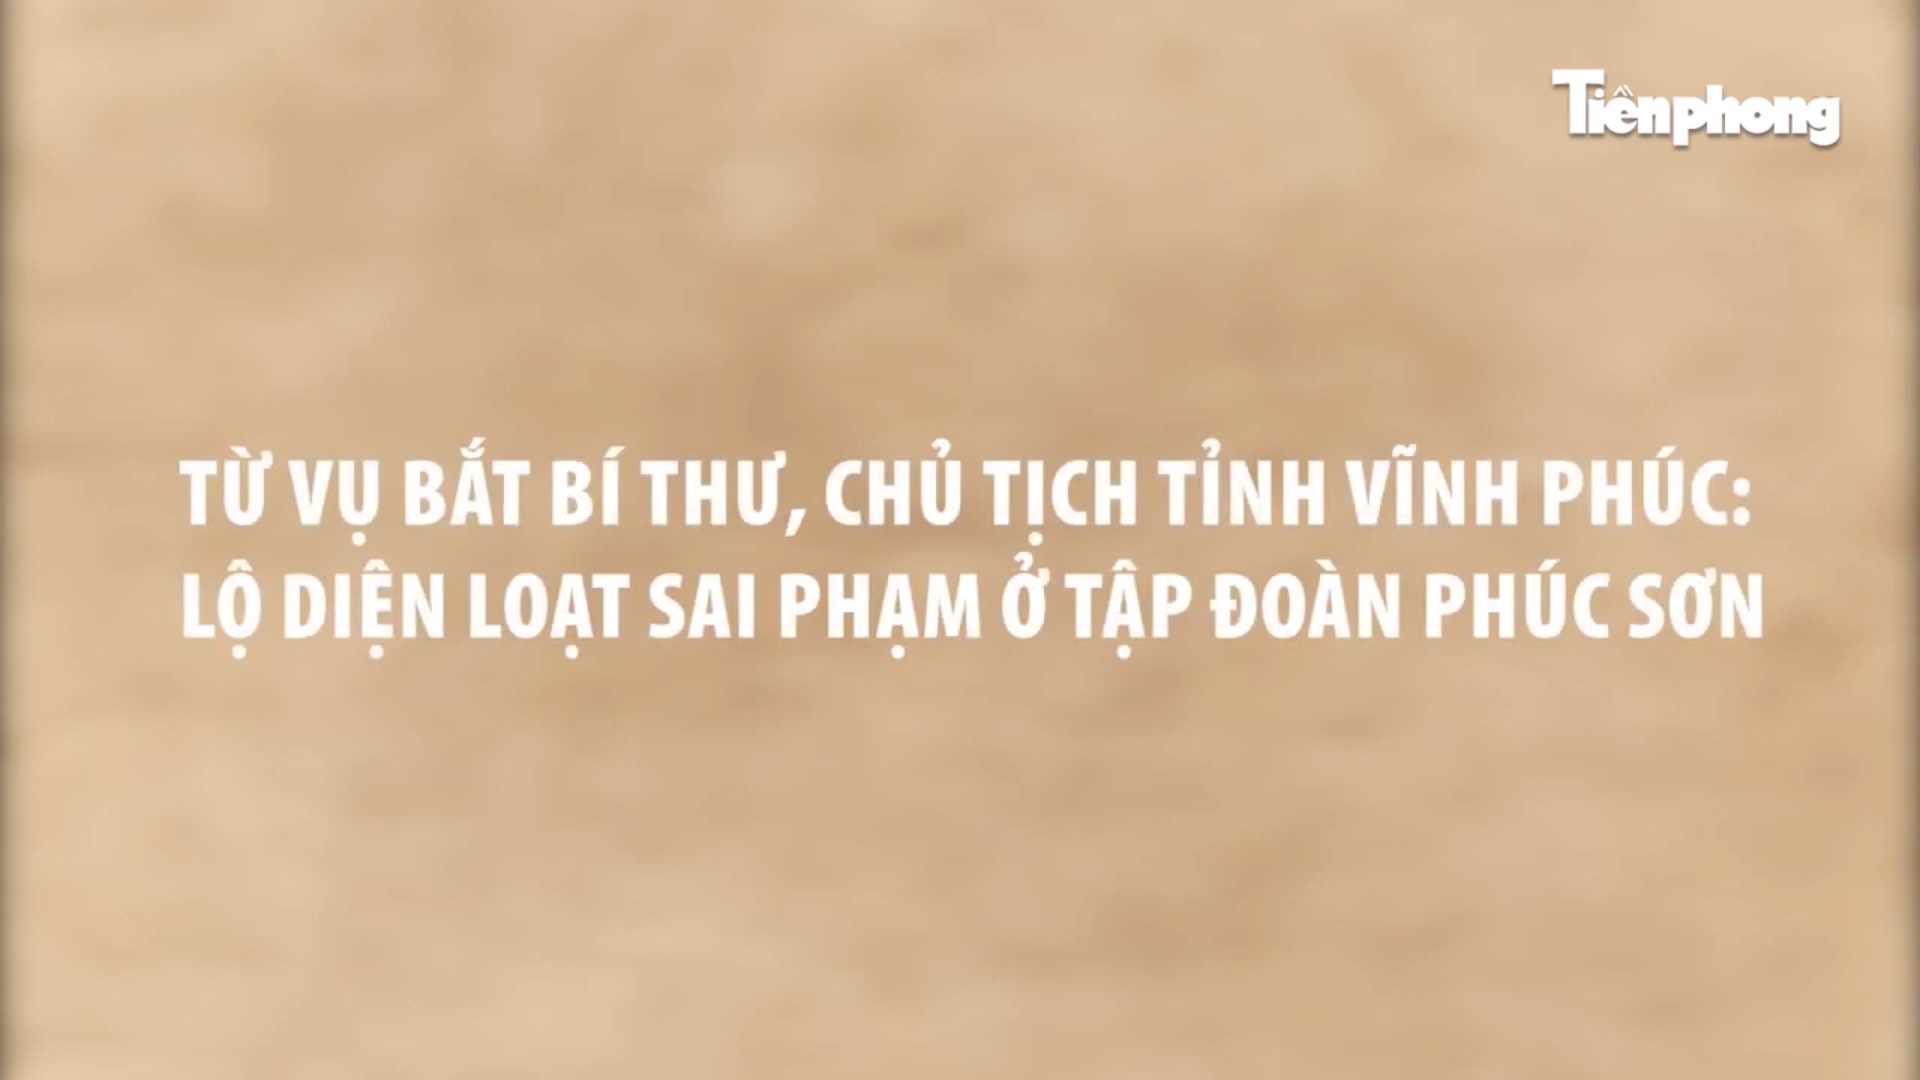 Tiềnphong
TỪ VỤ BẮT BÍ THƯ, CHỦ TỊCH TỈNH VĨNH PHÚC:
LỘ DIỆN LOẠT SAI PHẠM Ở TẬP ĐOÀN PHÚC SƠN